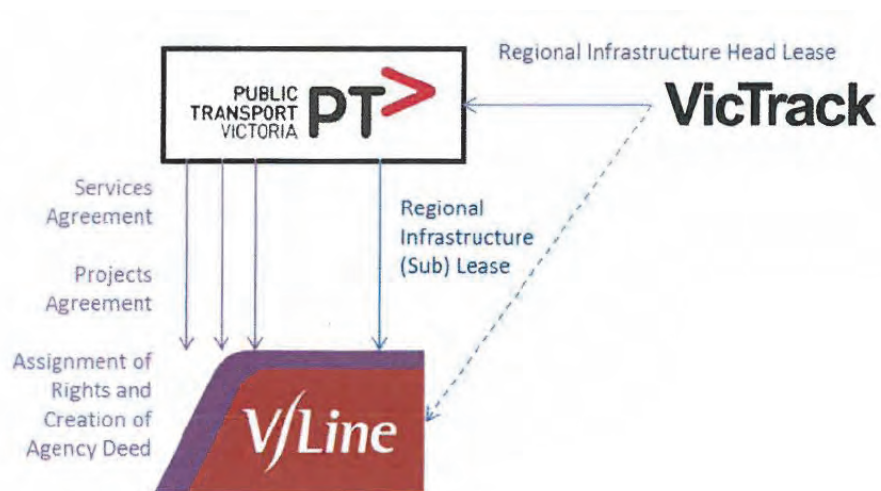 Regional Infrastructure Head Lease
PUBLIC
TRANSPORT
VICTORIA
PT>
VicTrack
Services
Agreement
Regional
Infrastructure
(Sub) Lease
Projects
Agreement
Assignment of
Rights and
Creation of
Agency Deed
V/Line